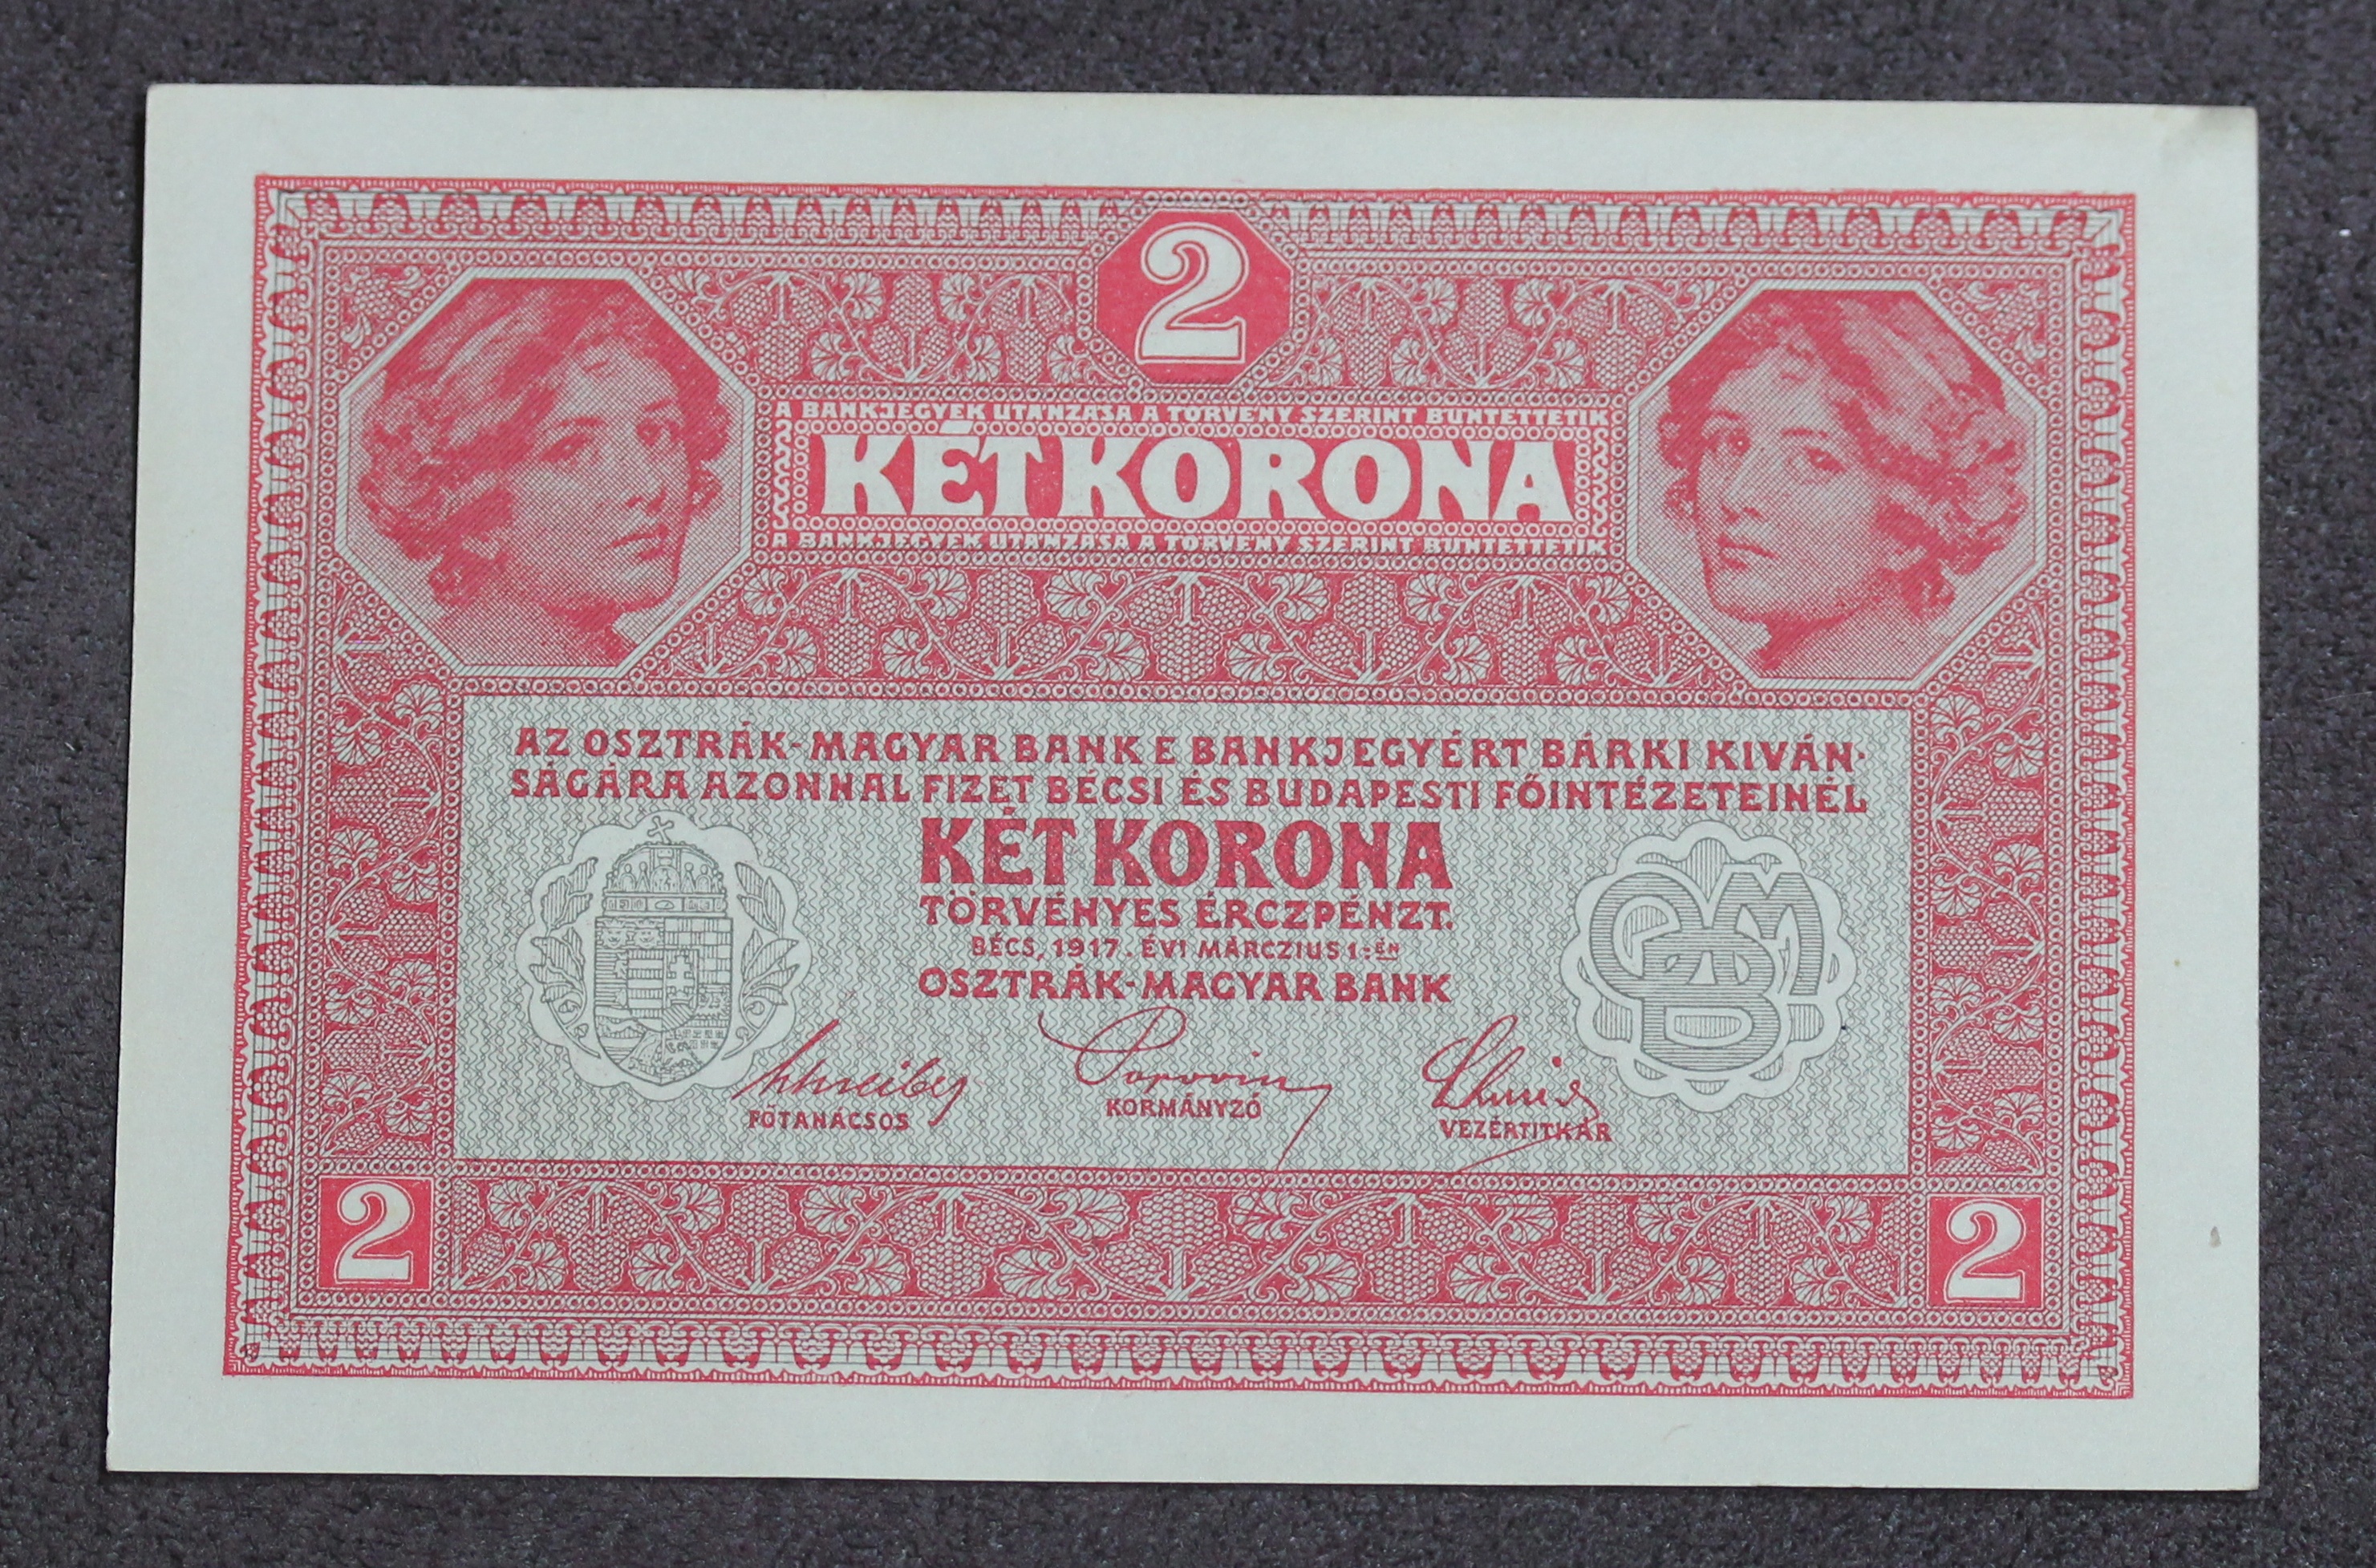 2
A BANKJEGYEK UTÁNZÁSA A TÖRVÉNY SZERINT BÜNTETTETIK
KÉT KORONA
A BANKJEGYEK UTÁNZÁSA A TÖRVÉNY SZERINT BÜNTETTETIK
AZ OSZTRÁK-MAGYAR BANK E BANKJEGYÉRT BÁRKI KIVÁN-
SÁGÁRA AZONNAL FIZET BÉCSI ÉS BUDAPESTI FŐINTÉZETEINÉL
KÉT KORONA
TÖRVÉNYES ÉRCZPÉNZT.
BÉCS, 1917. ÉVI MÁRCZIUS 1-ÉN
OSZTRÁK-MAGYAR BANK
FŐTANÁCSOS
KORMÁNYZÓ
VEZÉRTITKÁR
2
2